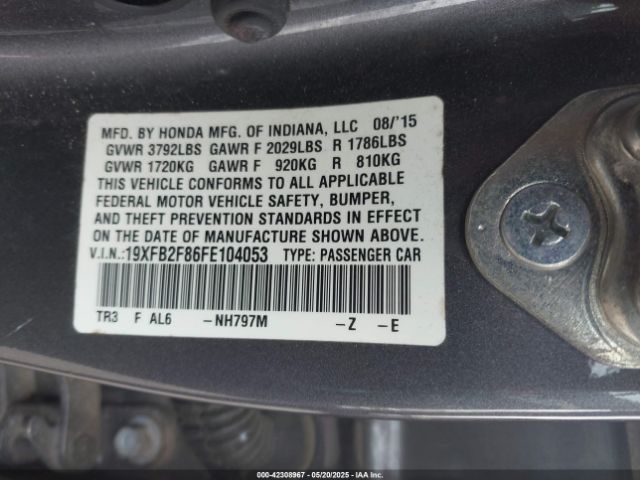 MFD. BY HONDA MFG. OF INDIANA, LLC 08/'15
GVWR 3792LBS GAWR F 2029LBS R 1786LBS
GVWR 1720KG GAWR F 920KG R 810KG
THIS VEHICLE CONFORMS TO ALL APPLICABLE
FEDERAL MOTOR VEHICLE SAFETY, BUMPER,
AND THEFT PREVENTION STANDARDS IN EFFECT
ON THE DATE OF MANUFACTURE SHOWN ABOVE.
V.I.N.:19XFB2F86FE104053 TYPE: PASSENGER CAR
TR3 F AL6 -NH797M -Z -E
000-42308967 - 05/20/2025 - IAAI.com